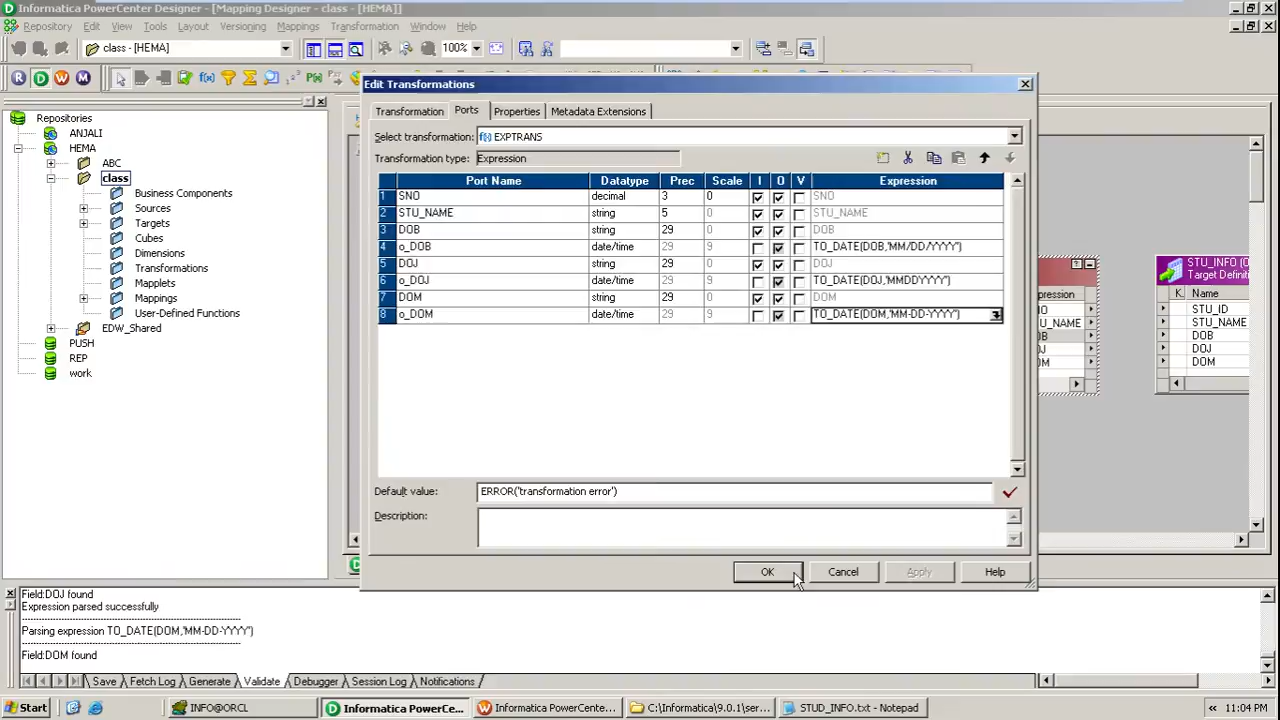 Informatica PowerCenter Designer - [Mapping Designer - class - [HEMA]]
Repository Edit Tools Layout Versioning Mappings Transformation Window Help
class - [HEMA]
100%
Repositories
ANJALI
HEMA
ABC
class
Business Components
Sources
Targets
Cubes
Dimensions
Transformations
Mapplets
Mappings
User-Defined Functions
EDW_Shared
PUSH
REP
work
Edit Transformations
Transformation Ports Properties Metadata Extensions
Select transformation: EXPTRANS
Transformation type: Expression
Port Name Datatype Prec Scale I O V Expression
1 SNO decimal 3 0 SNO
2 STU_NAME string 5 0 STU_NAME
3 DOB string 29 0 DOB
4 o_DOB date/time 29 9 TO_DATE(DOB,'MM/DD/YYYY')
5 DOJ string 29 0 DOJ
6 o_DOJ date/time 29 9 TO_DATE(DOJ,'MMDDYYYY')
7 DOM string 29 0 DOM
8 o_DOM date/time 29 9 TO_DATE(DOM,'MM-DD-YYYY')
Default value: ERROR('transformation error')
Description:
OK Cancel Apply Help
STU_INFO (O
Target Definit
K. Name
STU_ID
STU_NAME
DOB
DOJ
DOM
Field:DOJ found
Expression parsed successfully
Parsing expression TO_DATE(DOM,'MM-DD-YYYY')
Field:DOM found
Save Fetch Log Generate Validate Debugger Session Log Notifications
Start INFO@ORCL Informatica PowerCe... Informatica PowerCente... C:\Informatica\9.0.1\ser... STUD_INFO.txt - Notepad 11:04 PM